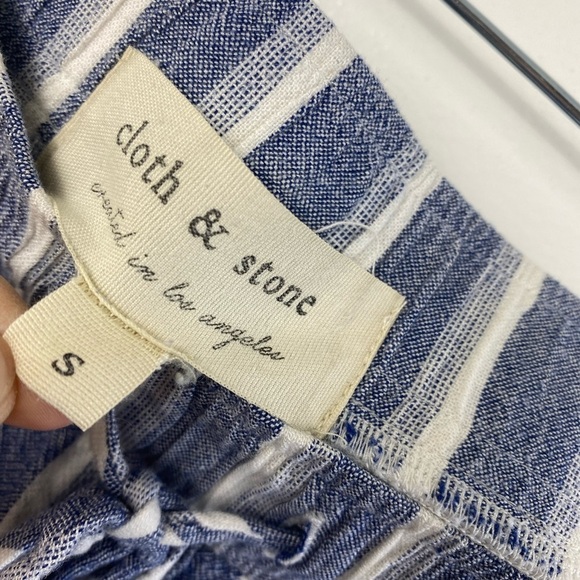 cloth & stone
created in los angeles
S